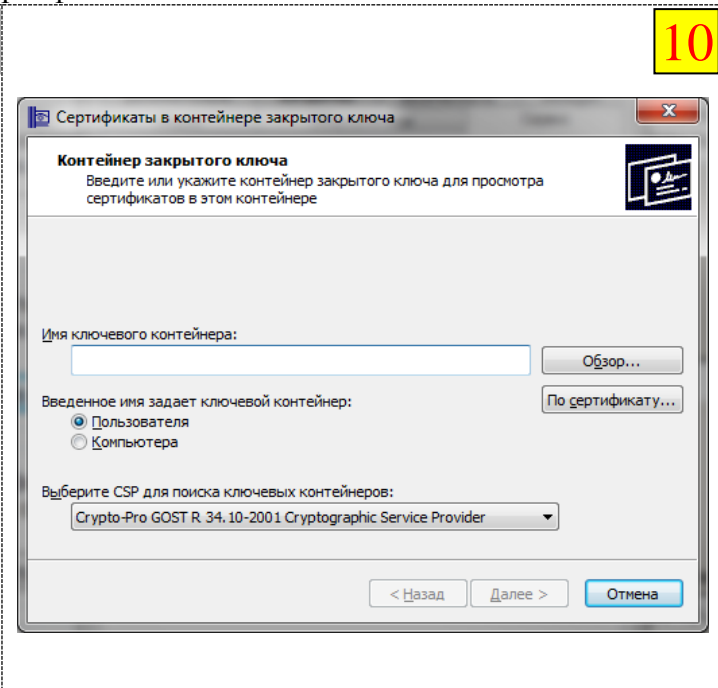 10
Сертификаты в контейнере закрытого ключа
Контейнер закрытого ключа
Введите или укажите контейнер закрытого ключа для просмотра
сертификатов в этом контейнере
Имя ключевого контейнера:
Обзор...
Введенное имя задает ключевой контейнер:
По сертификату...
Пользователя
Компьютера
Выберите CSP для поиска ключевых контейнеров:
Crypto-Pro GOST R 34.10-2001 Cryptographic Service Provider
< Назад
Далее >
Отмена